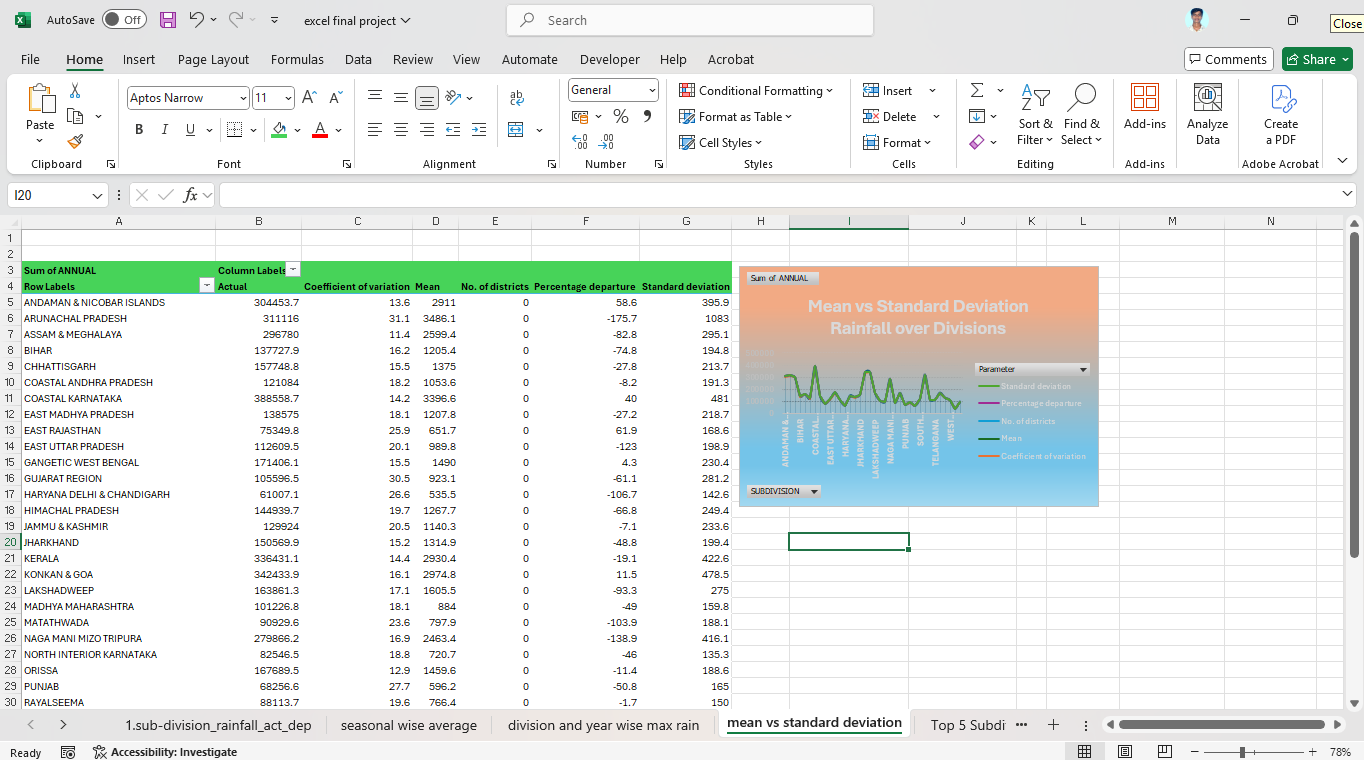 AutoSave Off excel final project Search Close
File Home Insert Page Layout Formulas Data Review View Automate Developer Help Acrobat Comments Share
Paste Aptos Narrow 11 General Conditional Formatting Format as Table Cell Styles Insert Delete Format Sort & Filter Find & Select Add-ins Analyze Data Create a PDF
Clipboard Font Alignment Number Styles Cells Editing Add-ins Adobe Acrobat
I20 fx
A B C D E F G H I J K L M N
1
2
3 Sum of ANNUAL Column Labels
4 Row Labels Actual Coefficient of variation Mean No. of districts Percentage departure Standard deviation
5 ANDAMAN & NICOBAR ISLANDS 304453.7 13.6 2911 0 58.6 395.9
6 ARUNACHAL PRADESH 311116 31.1 3486.1 0 -175.7 1083
7 ASSAM & MEGHALAYA 296780 11.4 2599.4 0 -82.8 295.1
8 BIHAR 137727.9 16.2 1205.4 0 -74.8 194.8
9 CHHATTISGARH 157748.8 15.5 1375 0 -27.8 213.7
10 COASTAL ANDHRA PRADESH 121084 18.2 1053.6 0 -8.2 191.3
11 COASTAL KARNATAKA 388558.7 14.2 3396.6 0 40 481
12 EAST MADHYA PRADESH 138575 18.1 1207.8 0 -27.2 218.7
13 EAST RAJASTHAN 75349.8 25.9 651.7 0 61.9 168.6
14 EAST UTTAR PRADESH 112609.5 20.1 989.8 0 -123 198.9
15 GANGETIC WEST BENGAL 171406.1 15.5 1490 0 4.3 230.4
16 GUJARAT REGION 105596.5 30.5 923.1 0 -61.1 281.2
17 HARYANA DELHI & CHANDIGARH 61007.1 26.6 535.5 0 -106.7 142.6
18 HIMACHAL PRADESH 144939.7 19.7 1267.7 0 -66.8 249.4
19 JAMMU & KASHMIR 129924 20.5 1140.3 0 -7.1 233.6
20 JHARKHAND 150569.9 15.2 1314.9 0 -48.8 199.4
21 KERALA 336431.1 14.4 2930.4 0 -19.1 422.6
22 KONKAN & GOA 342433.9 16.1 2974.8 0 11.5 478.5
23 LAKSHADWEEP 163861.3 17.1 1605.5 0 -93.3 275
24 MADHYA MAHARASHTRA 101226.8 18.1 884 0 -49 159.8
25 MATATHWADA 90929.6 23.6 797.9 0 -103.9 188.1
26 NAGA MANI MIZO TRIPURA 279866.2 16.9 2463.4 0 -138.9 416.1
27 NORTH INTERIOR KARNATAKA 82546.5 18.8 720.7 0 -46 135.3
28 ORISSA 167689.5 12.9 1459.6 0 -11.4 188.6
29 PUNJAB 68256.6 27.7 596.2 0 -50.8 165
30 RAYALSEEMA 88113.7 19.6 766.4 0 -1.7 150
Sum of ANNUAL
Mean vs Standard Deviation
Rainfall over Divisions
Parameter
Standard deviation
Percentage departure
No. of districts
Mean
Coefficient of variation
ANDAMAN &... BIHAR COASTAL... EAST UTTAR... HARYANA... JHARKHAND LAKSHADWEEP NAGA MANI... PUNJAB SOUTH... TELANGANA WEST...
SUBDIVISION
1.sub-division_rainfall_act_dep seasonal wise average division and year wise max rain mean vs standard deviation Top 5 Subdi
Ready Accessibility: Investigate 78%